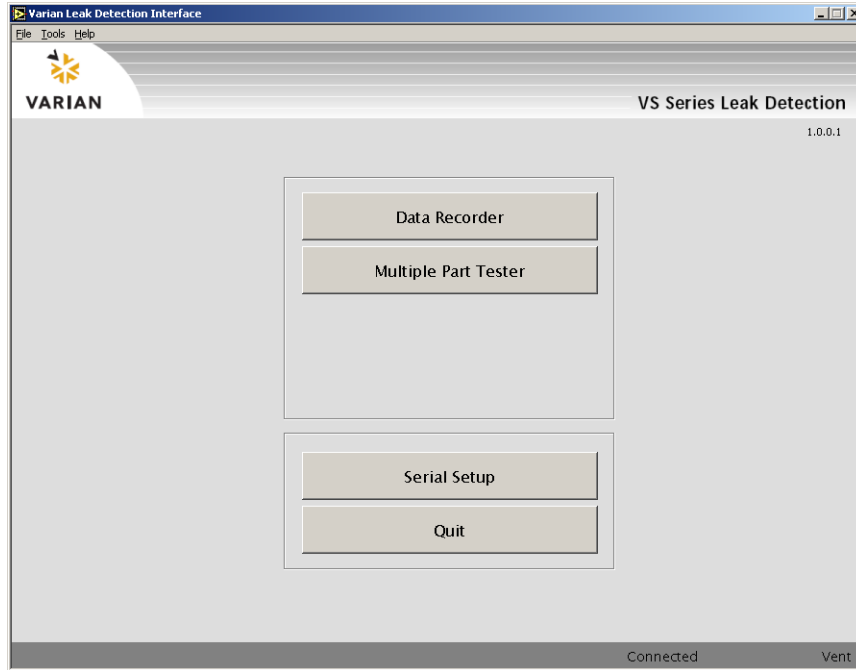 Varian Leak Detection Interface
File Tools Help
VARIAN
VS Series Leak Detection
1.0.0.1
Data Recorder
Multiple Part Tester
Serial Setup
Quit
Connected Vent